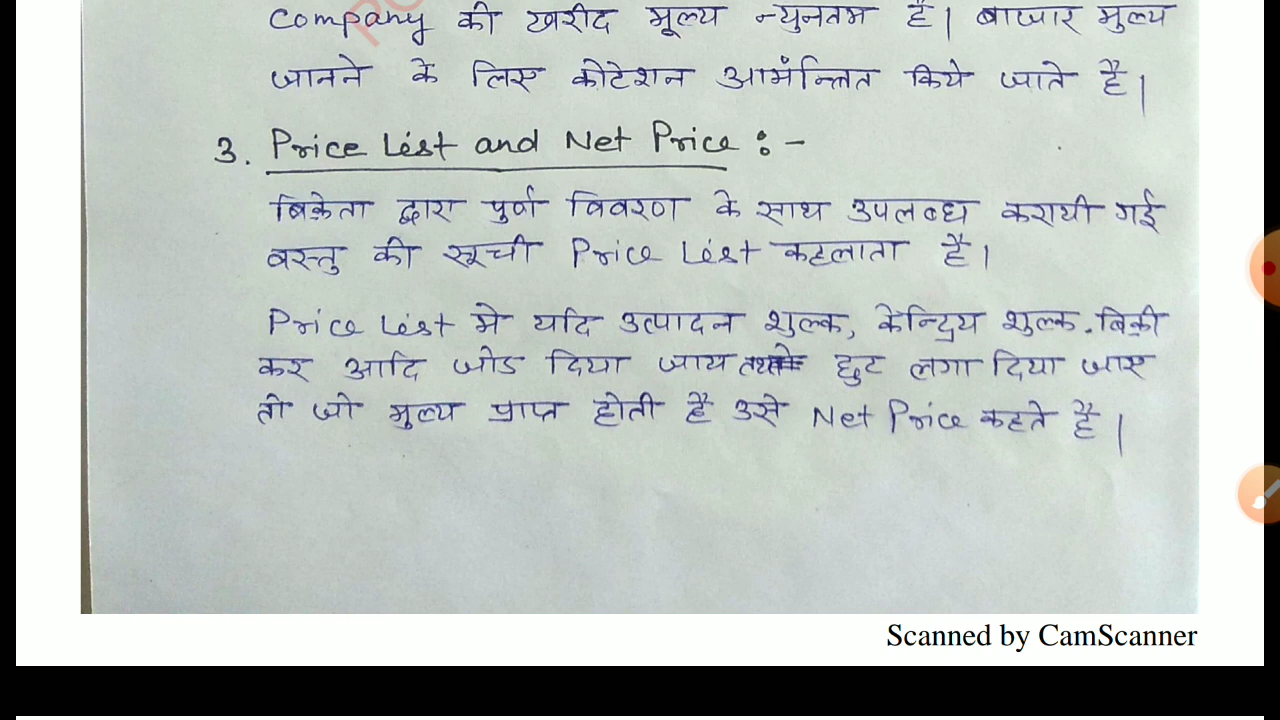 Company की खरीद मूल्य न्युनतम है। बाजार मुल्य
जानने के लिए कोटेशन आमंन्त्रित किये जाते है।
3. Price List and Net Price :-
बिक्रेता द्वारा पुर्ण विवरण के साथ उपलब्ध करायी गई
वस्तु की सूची Price List कहलाता है।
Price List मे यदि उत्पादन शुल्क, केन्द्रिय शुल्क, बिक्री
कर आदि जोड दिया जाय छुट लगा दिया जाए
तो जो मुल्य प्राप्त होती है उसे Net Price कहते है।
Scanned by CamScanner